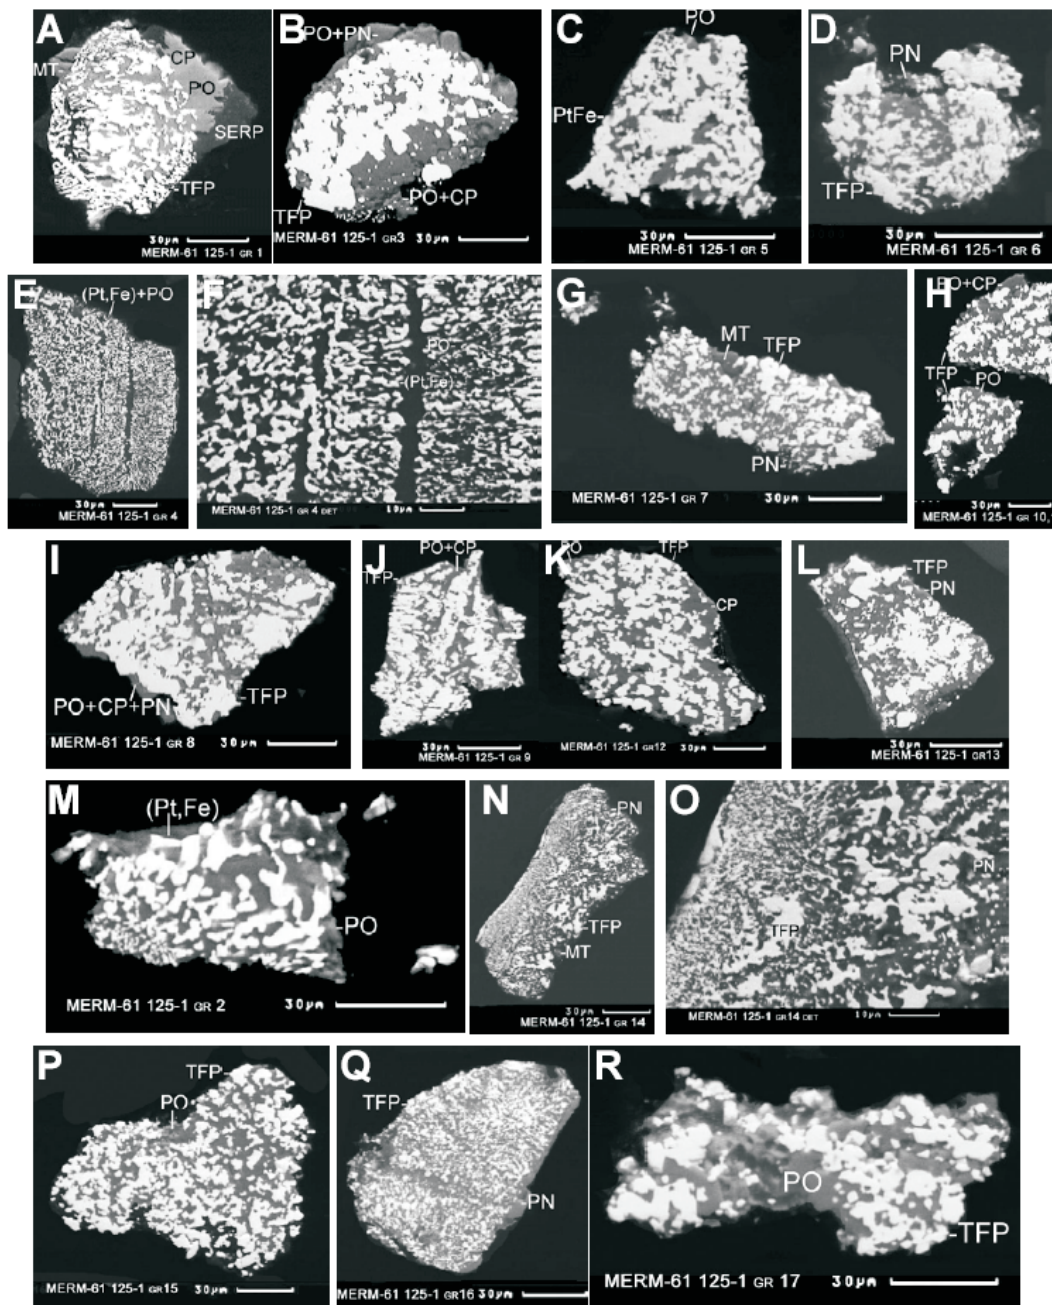 A
CP
MT-
PO
SERP
-TFP
30µm
MERM-61 125-1 GR 1
B
PO+PN-
-PO+CP
TFP
30µm
MERM-61 125-1 GR3
C
PO
PtFe-
30µm
MERM-61 125-1 GR 5
D
PN
TFP-
30µm
MERM-61 125-1 GR 6
E
(Pt,Fe)+PO
30µm
MERM-61 125-1 GR 4
F
PO
-(Pt,Fe)
MERM-61 125-1 GR 4 DET
10µm
G
MT
TFP
PN-
MERM-61 125-1 GR 7
30µm
H
PO+CP
TFP
PO
30µm
MERM-61 125-1 GR 10,
I
PO+CP+PN
-TFP
MERM-61 125-1 GR 8
30µm
J
PO+CP
TFP-
30µm
MERM-61 125-1 GR 9
K
PO
TFP
CP
MERM-61 125-1 GR12
30µm
L
-TFP
-PN
30µm
MERM-61 125-1 GR13
M
(Pt,Fe)
-PO
MERM-61 125-1 GR 2
30µm
N
-PN
-TFP
-MT
30µm
MERM-61 125-1 GR 14
O
PN
TFP
MERM-61 125-1 GR14 DET
10µm
P
TFP-
PO
MERM-61 125-1 GR15
30µm
Q
TFP-
-PN
MERM-61 125-1 GR16
30µm
R
PO
-TFP
MERM-61 125-1 GR 17
30µm